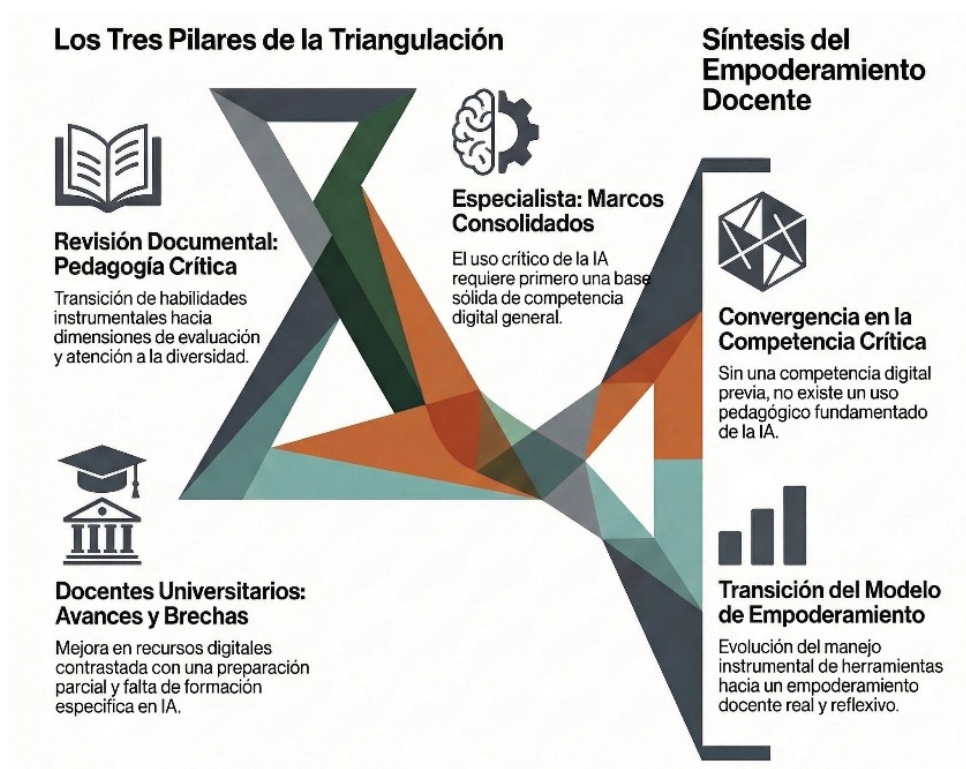 Los Tres Pilares de la Triangulación
Revisión Documental:
Pedagogía Crítica
Transición de habilidades
instrumentales hacia
dimensiones de evaluación
y atención a la diversidad.
Especialista: Marcos
Consolidados
El uso crítico de la IA
requiere primero una base
sólida de competencia
digital general.
Docentes Universitarios:
Avances y Brechas
Mejora en recursos digitales
contrastada con una preparación
parcial y falta de formación
especifica en IA.
Síntesis del
Empoderamiento
Docente
Convergencia en la
Competencia Crítica
Sin una competencia digital
previa, no existe un uso
pedagógico fundamentado
de la IA.
Transición del Modelo
de Empoderamiento
Evolución del manejo
instrumental de herramientas
hacia un empoderamiento
docente real y reflexivo.